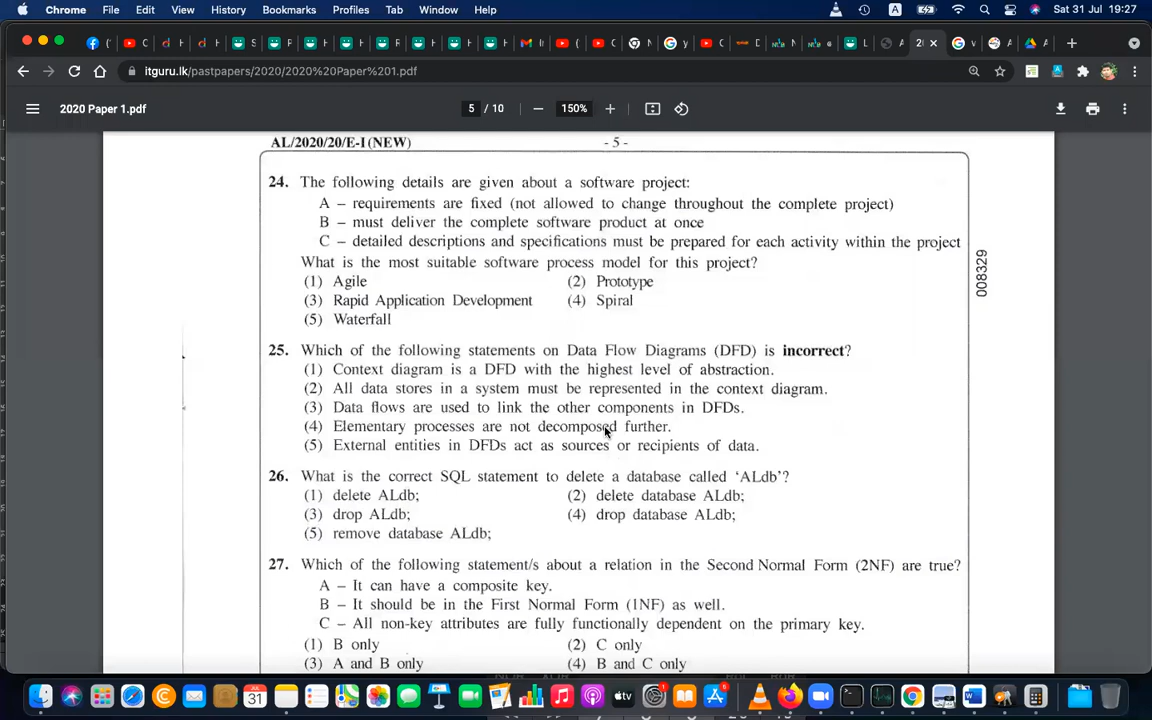 Chrome File Edit View History Bookmarks Profiles Tab Window Help A Sat 31 Jul 19:27
itguru.lk/pastpapers/2020/2020%20Paper%201.pdf
2020 Paper 1.pdf 5 / 10 150%
AL/2020/20/E-I(NEW) - 5 -
24. The following details are given about a software project:
A – requirements are fixed (not allowed to change throughout the complete project)
B – must deliver the complete software product at once
C – detailed descriptions and specifications must be prepared for each activity within the project
What is the most suitable software process model for this project?
(1) Agile (2) Prototype
(3) Rapid Application Development (4) Spiral
(5) Waterfall
008329
25. Which of the following statements on Data Flow Diagrams (DFD) is incorrect?
(1) Context diagram is a DFD with the highest level of abstraction.
(2) All data stores in a system must be represented in the context diagram.
(3) Data flows are used to link the other components in DFDs.
(4) Elementary processes are not decomposed further.
(5) External entities in DFDs act as sources or recipients of data.
26. What is the correct SQL statement to delete a database called ‘ALdb’?
(1) delete ALdb; (2) delete database ALdb;
(3) drop ALdb; (4) drop database ALdb;
(5) remove database ALdb;
27. Which of the following statement/s about a relation in the Second Normal Form (2NF) are true?
A – It can have a composite key.
B – It should be in the First Normal Form (1NF) as well.
C – All non-key attributes are fully functionally dependent on the primary key.
(1) B only (2) C only
(3) A and B only (4) B and C only